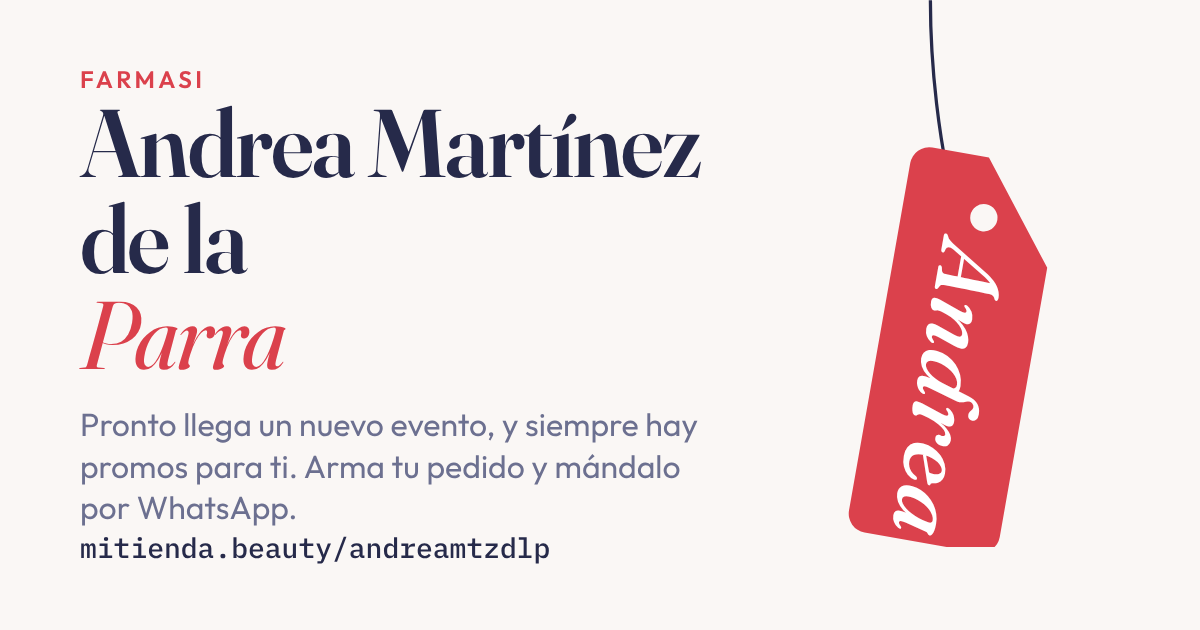 FARMASI
Andrea Martínez
de la
Parra
Pronto llega un nuevo evento, y siempre hay
promos para ti. Arma tu pedido y mándalo
por WhatsApp.
mitienda.beauty/andreamtzdlp
Andrea